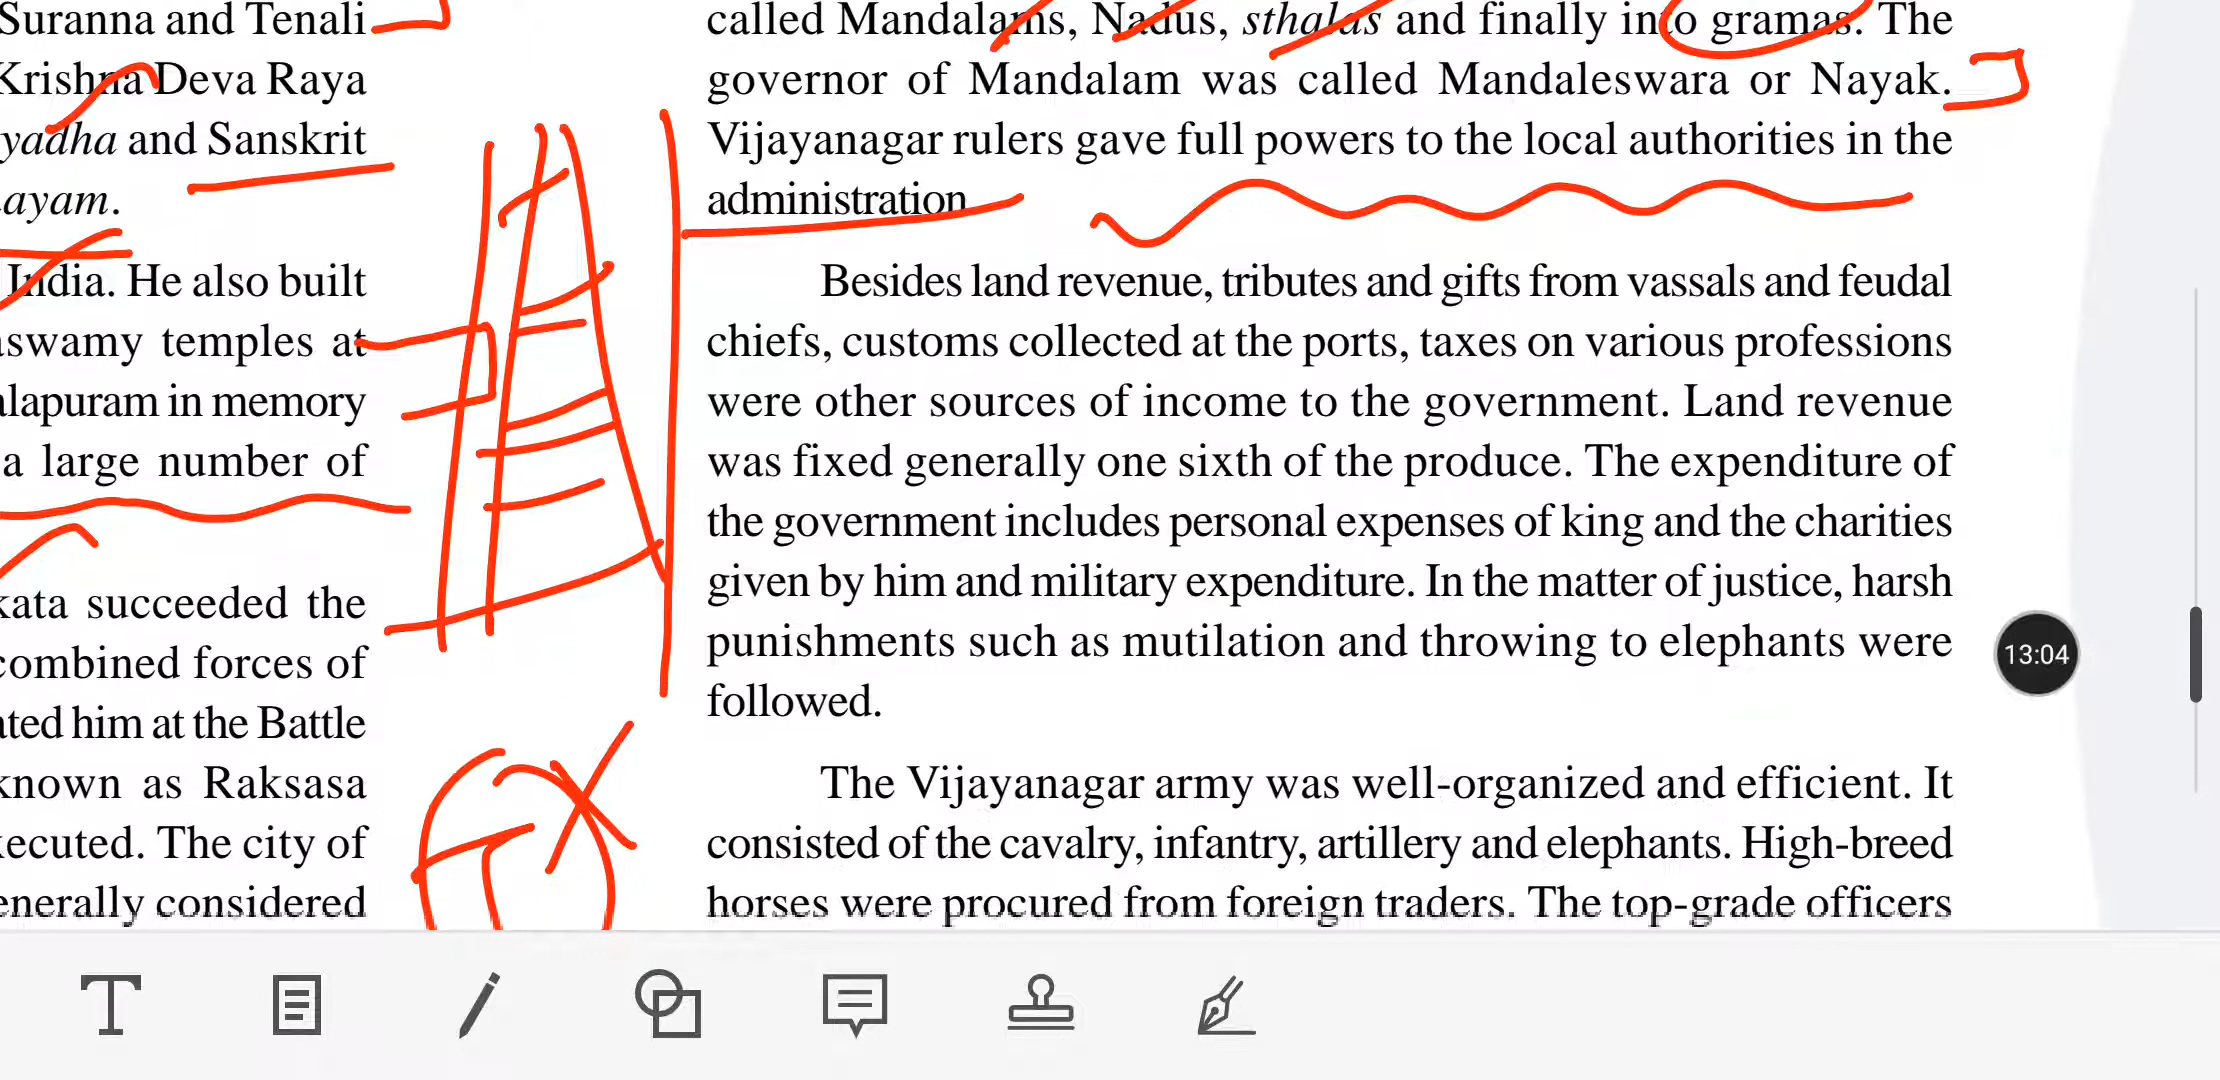 Suranna and Tenali
Krishna Deva Raya
and Sanskrit
India. He also built
temples at
in memory
a large number of
succeeded the
combined forces of
him at the Battle
known as Raksasa
The city of
considered
called Mandalams, Nadus, sthalas and finally into gramas. The
governor of Mandalam was called Mandaleswara or Nayak.
Vijayanagar rulers gave full powers to the local authorities in the
administration
Besides land revenue, tributes and gifts from vassals and feudal
chiefs, customs collected at the ports, taxes on various professions
were other sources of income to the government. Land revenue
was fixed generally one sixth of the produce. The expenditure of
the government includes personal expenses of king and the charities
given by him and military expenditure. In the matter of justice, harsh
punishments such as mutilation and throwing to elephants were
followed.
The Vijayanagar army was well-organized and efficient. It
consisted of the cavalry, infantry, artillery and elephants. High-breed
horses were procured from foreign traders. The top-grade officers
13:04